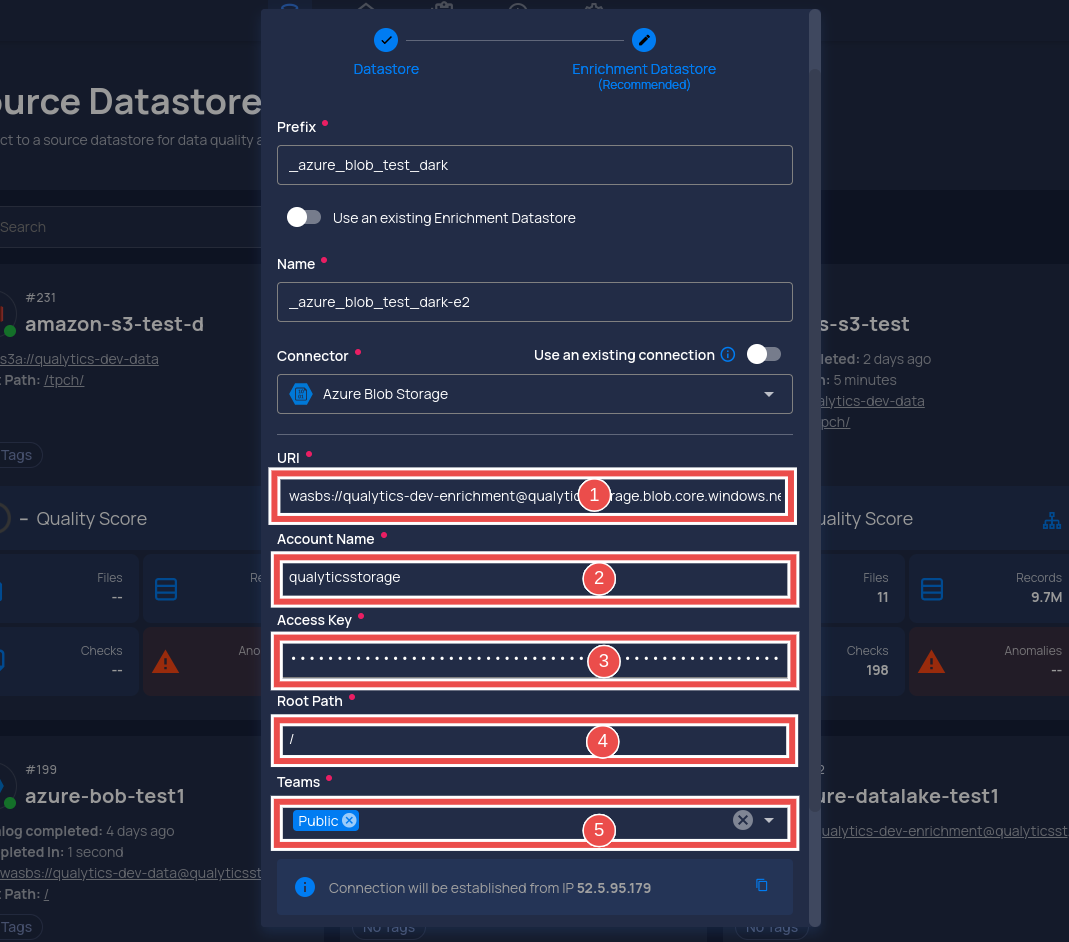 Datastore
Enrichment Datastore
(Recommended)
urce Datastore
ct to a source datastore for data quality a
Prefix
_azure_blob_test_dark
Use an existing Enrichment Datastore
Search
Name
_azure_blob_test_dark-e2
#231
amazon-s3-test-d
s3a://qualytics-dev-data
Path: /tpch/
Tags
s-s3-test
leted: 2 days ago
n: 5 minutes
alytics-dev-data
pch/
Connector
Use an existing connection
Azure Blob Storage
URI
wasbs://qualytics-dev-enrichment@qualytic
rage.blob.core.windows.ne
1
Account Name
qualyticsstorage
2
Access Key
••••••••••••••••••••••••••••••••••••••••••••••••
3
Root Path
/
4
Teams
Public
5
Connection will be established from IP 52.5.95.179
– Quality Score
Files
--
Re
Checks
--
Ano
uality Score
Files
11
Records
9.7M
Checks
198
Anomalies
--
#199
azure-bob-test1
alog completed: 4 days ago
pleted In: 1 second
wasbs://qualytics-dev-data@qualyticsst
Path: /
Tags
No Tags
2
ure-datalake-test1
ualytics-dev-enrichment@qualyticsst
No Tags